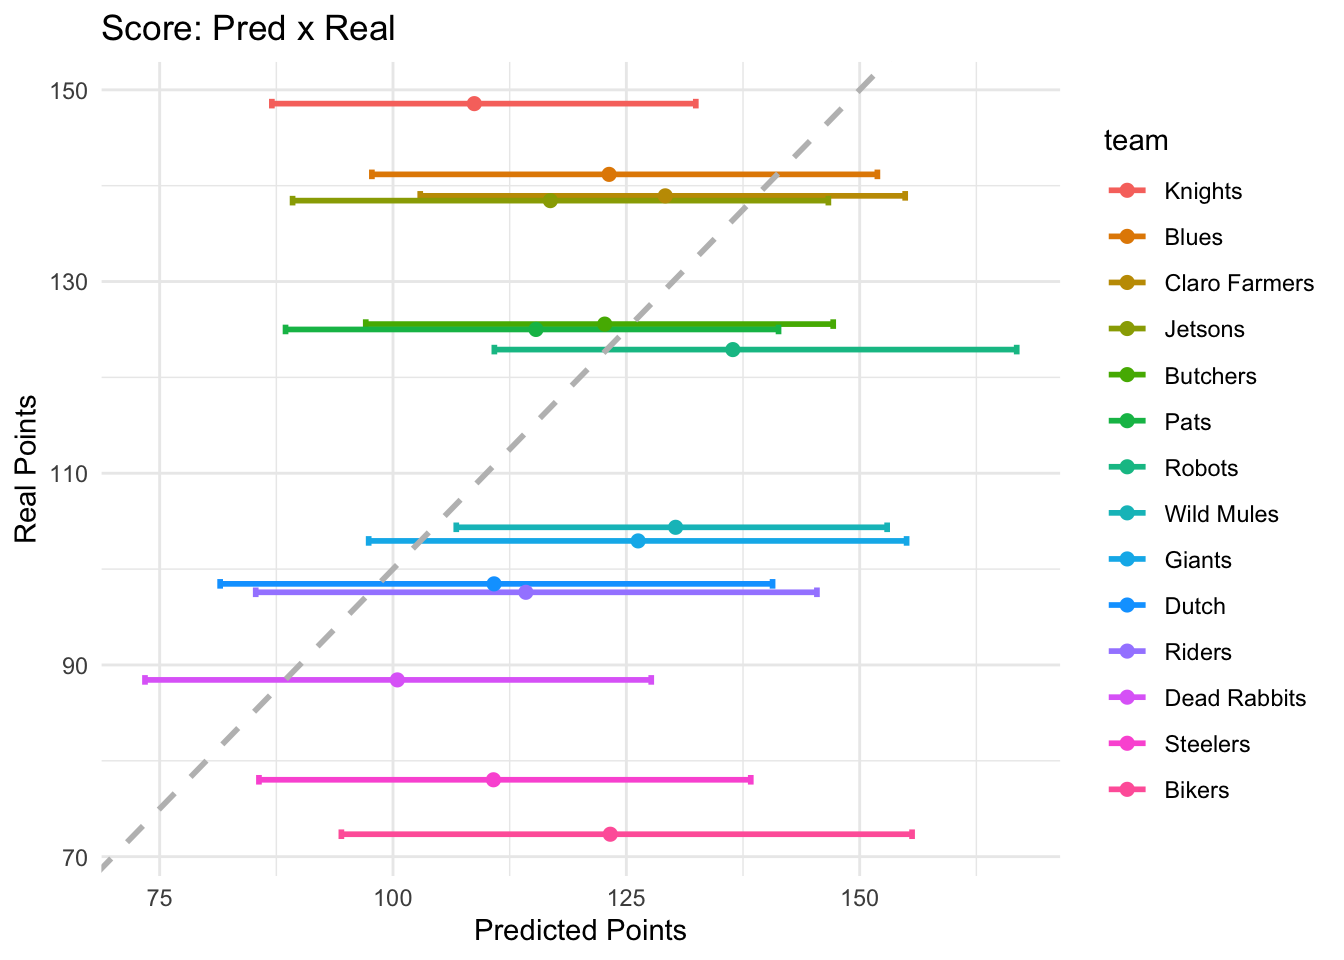 Score: Pred x Real
150
130
110
90
70
Real Points
75
100
125
150
Predicted Points
team
Knights
Blues
Claro Farmers
Jetsons
Butchers
Pats
Robots
Wild Mules
Giants
Dutch
Riders
Dead Rabbits
Steelers
Bikers